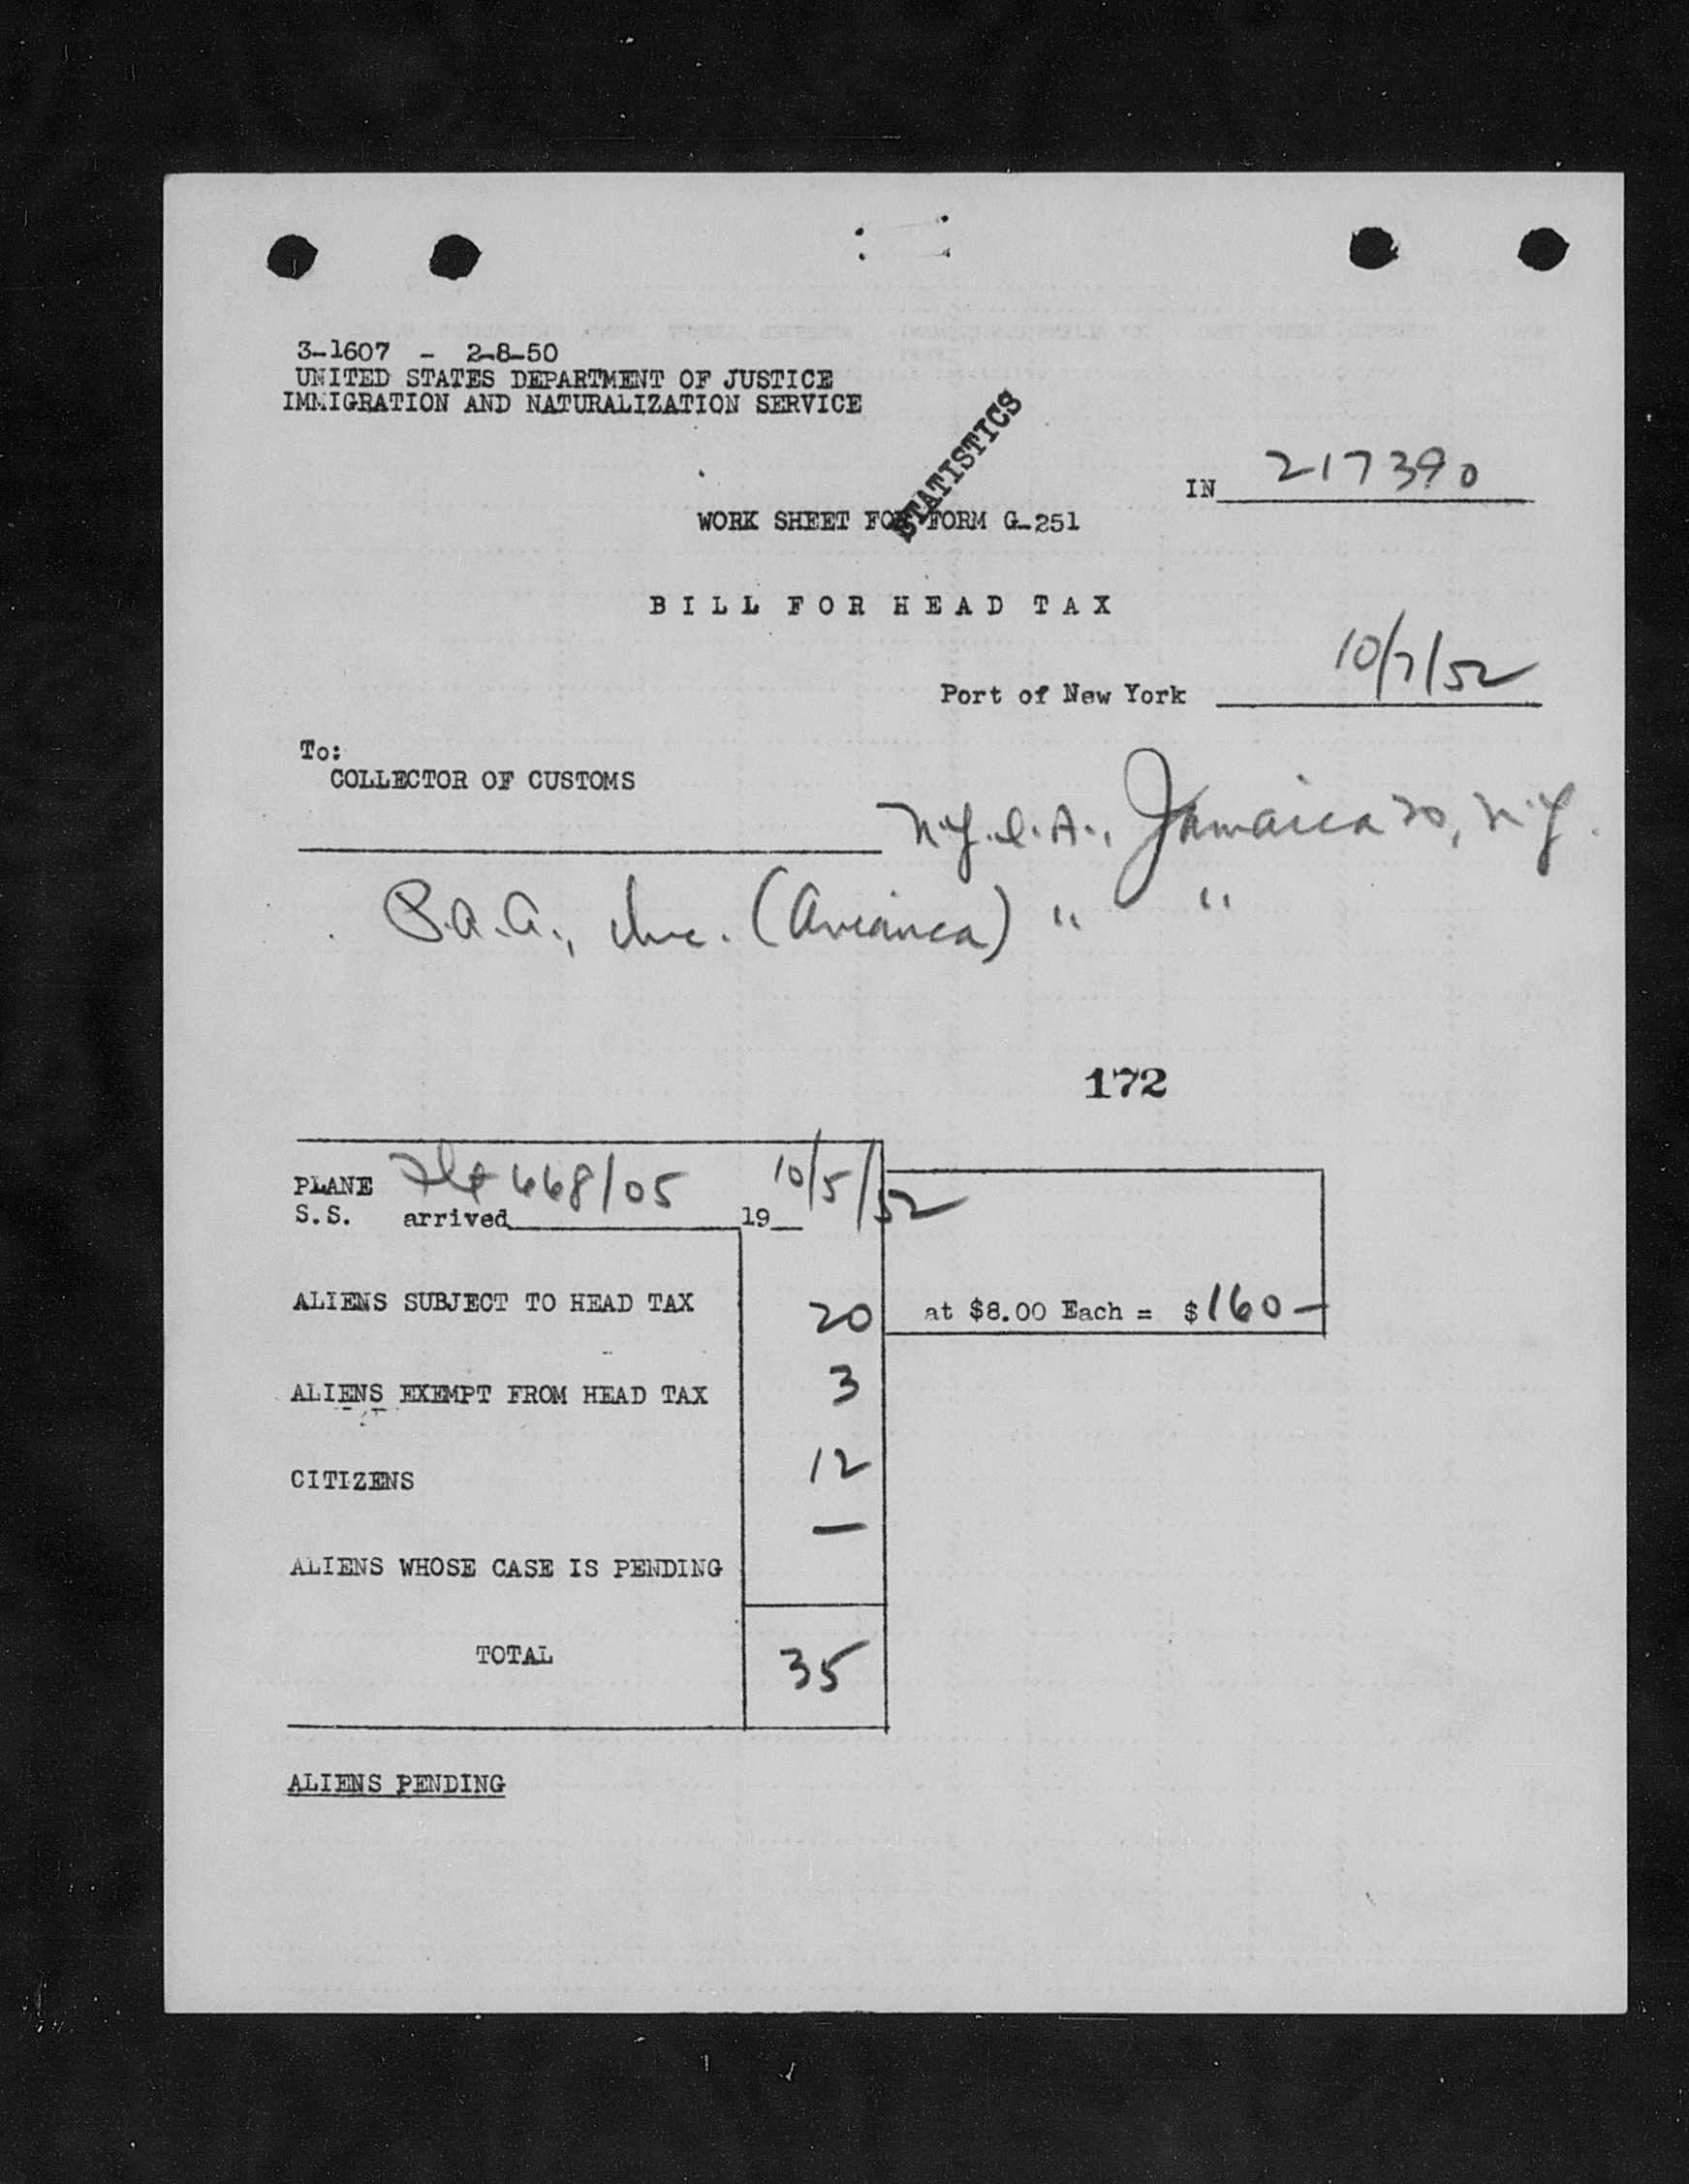 3-1607 - 2-8-50
UNITED STATES DEPARTMENT OF JUSTICE
IMMIGRATION AND NATURALIZATION SERVICE
STATISTICS
IN 217390
WORK SHEET FOR FORM G-251
BILL FOR HEAD TAX
Port of New York 10/7/52
To:
COLLECTOR OF CUSTOMS
N.Y.I.A., Jamaica 20, N.Y.
P.A.A., Inc. (Avianca) " "
172
PLANE Flt 668/05 10/5/52
S.S. arrived 19
ALIENS SUBJECT TO HEAD TAX 20 at $8.00 Each = $160-
ALIENS EXEMPT FROM HEAD TAX 3
CITIZENS 12
ALIENS WHOSE CASE IS PENDING —
TOTAL 35
ALIENS PENDING